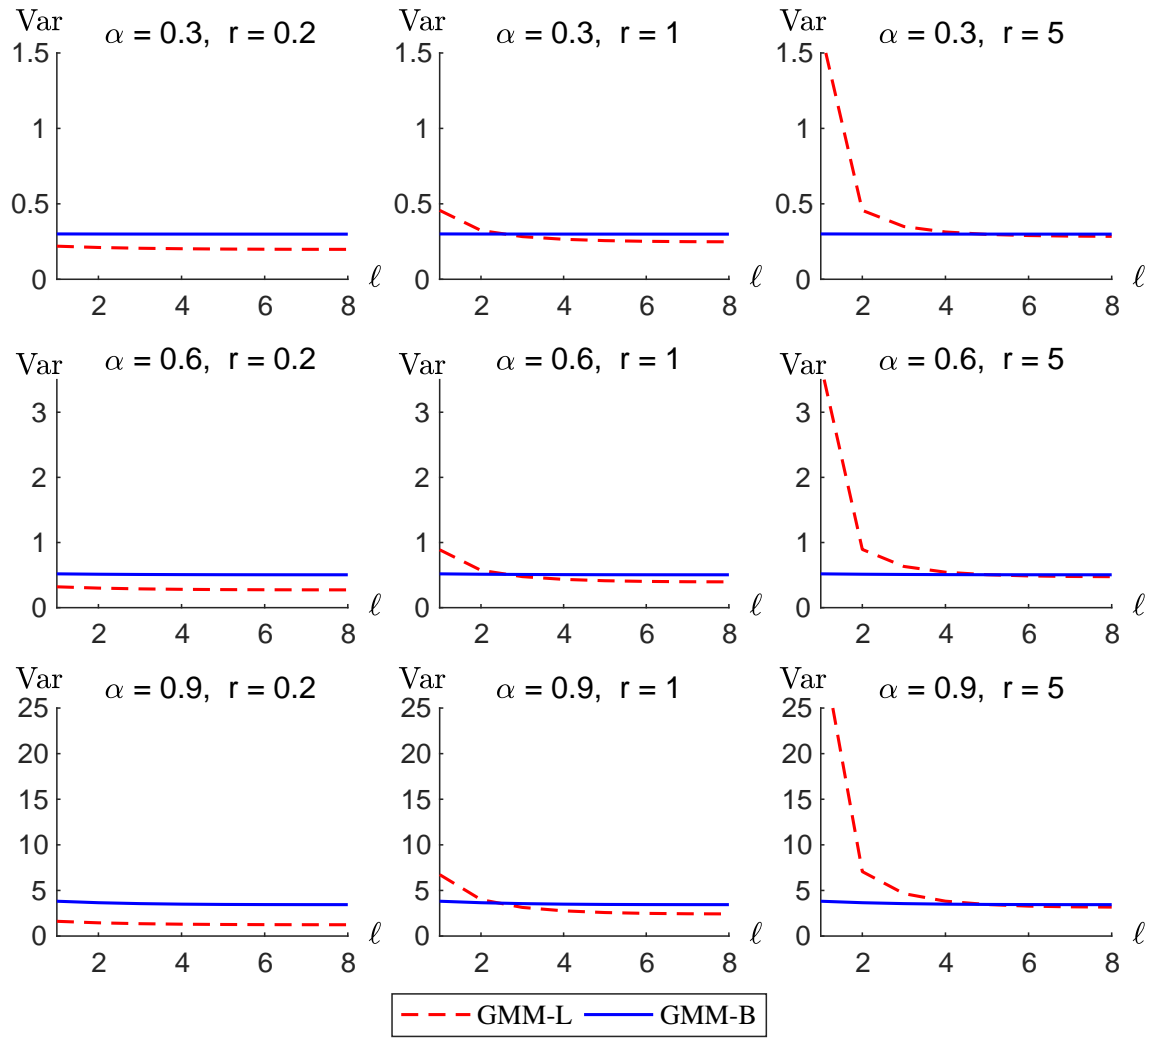 Var α = 0.3, r = 0.2
1.5
1
0.5
0
2 4 6 8 ℓ
Var α = 0.3, r = 1
1.5
1
0.5
0
2 4 6 8 ℓ
Var α = 0.3, r = 5
1.5
1
0.5
0
2 4 6 8 ℓ
Var α = 0.6, r = 0.2
3
2
1
0
2 4 6 8 ℓ
Var α = 0.6, r = 1
3
2
1
0
2 4 6 8 ℓ
Var α = 0.6, r = 5
3
2
1
0
2 4 6 8 ℓ
Var α = 0.9, r = 0.2
25
20
15
10
5
0
2 4 6 8 ℓ
Var α = 0.9, r = 1
25
20
15
10
5
0
2 4 6 8 ℓ
Var α = 0.9, r = 5
25
20
15
10
5
0
2 4 6 8 ℓ
GMM-L GMM-B